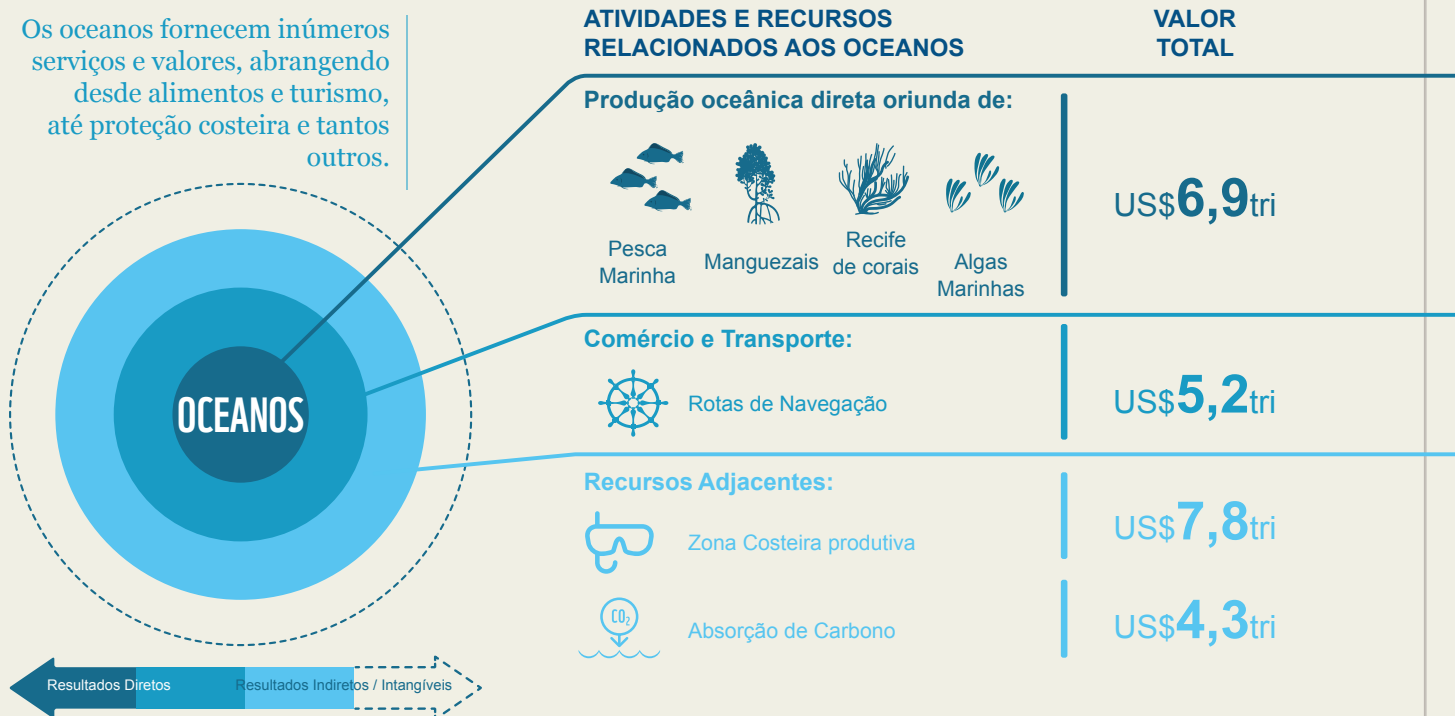 Os oceanos fornecem inúmeros
serviços e valores, abrangendo
desde alimentos e turismo,
até proteção costeira e tantos
outros.
OCEANOS
Resultados Diretos
Resultados Indiretos / Intangíveis
ATIVIDADES E RECURSOS
RELACIONADOS AOS OCEANOS
VALOR
TOTAL
Produção oceânica direta oriunda de:
Pesca
Marinha
Manguezais
Recife
de corais
Algas
Marinhas
US$6,9tri
Comércio e Transporte:
Rotas de Navegação
US$5,2tri
Recursos Adjacentes:
Zona Costeira produtiva
US$7,8tri
CO₂
Absorção de Carbono
US$4,3tri